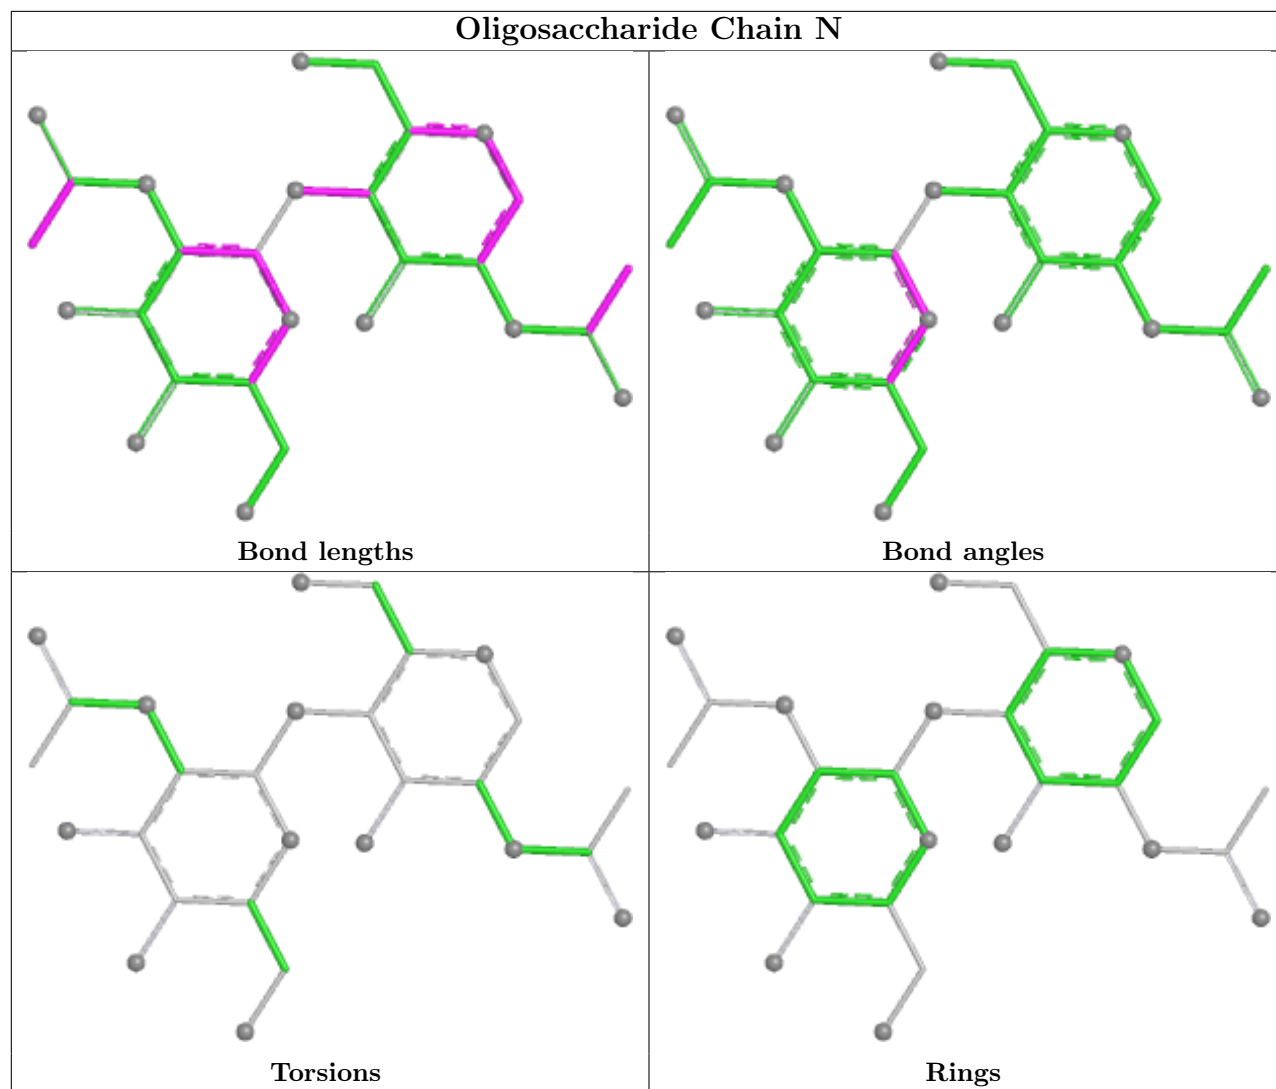 Oligosaccharide Chain N
Bond lengths
Bond angles
Torsions
Rings